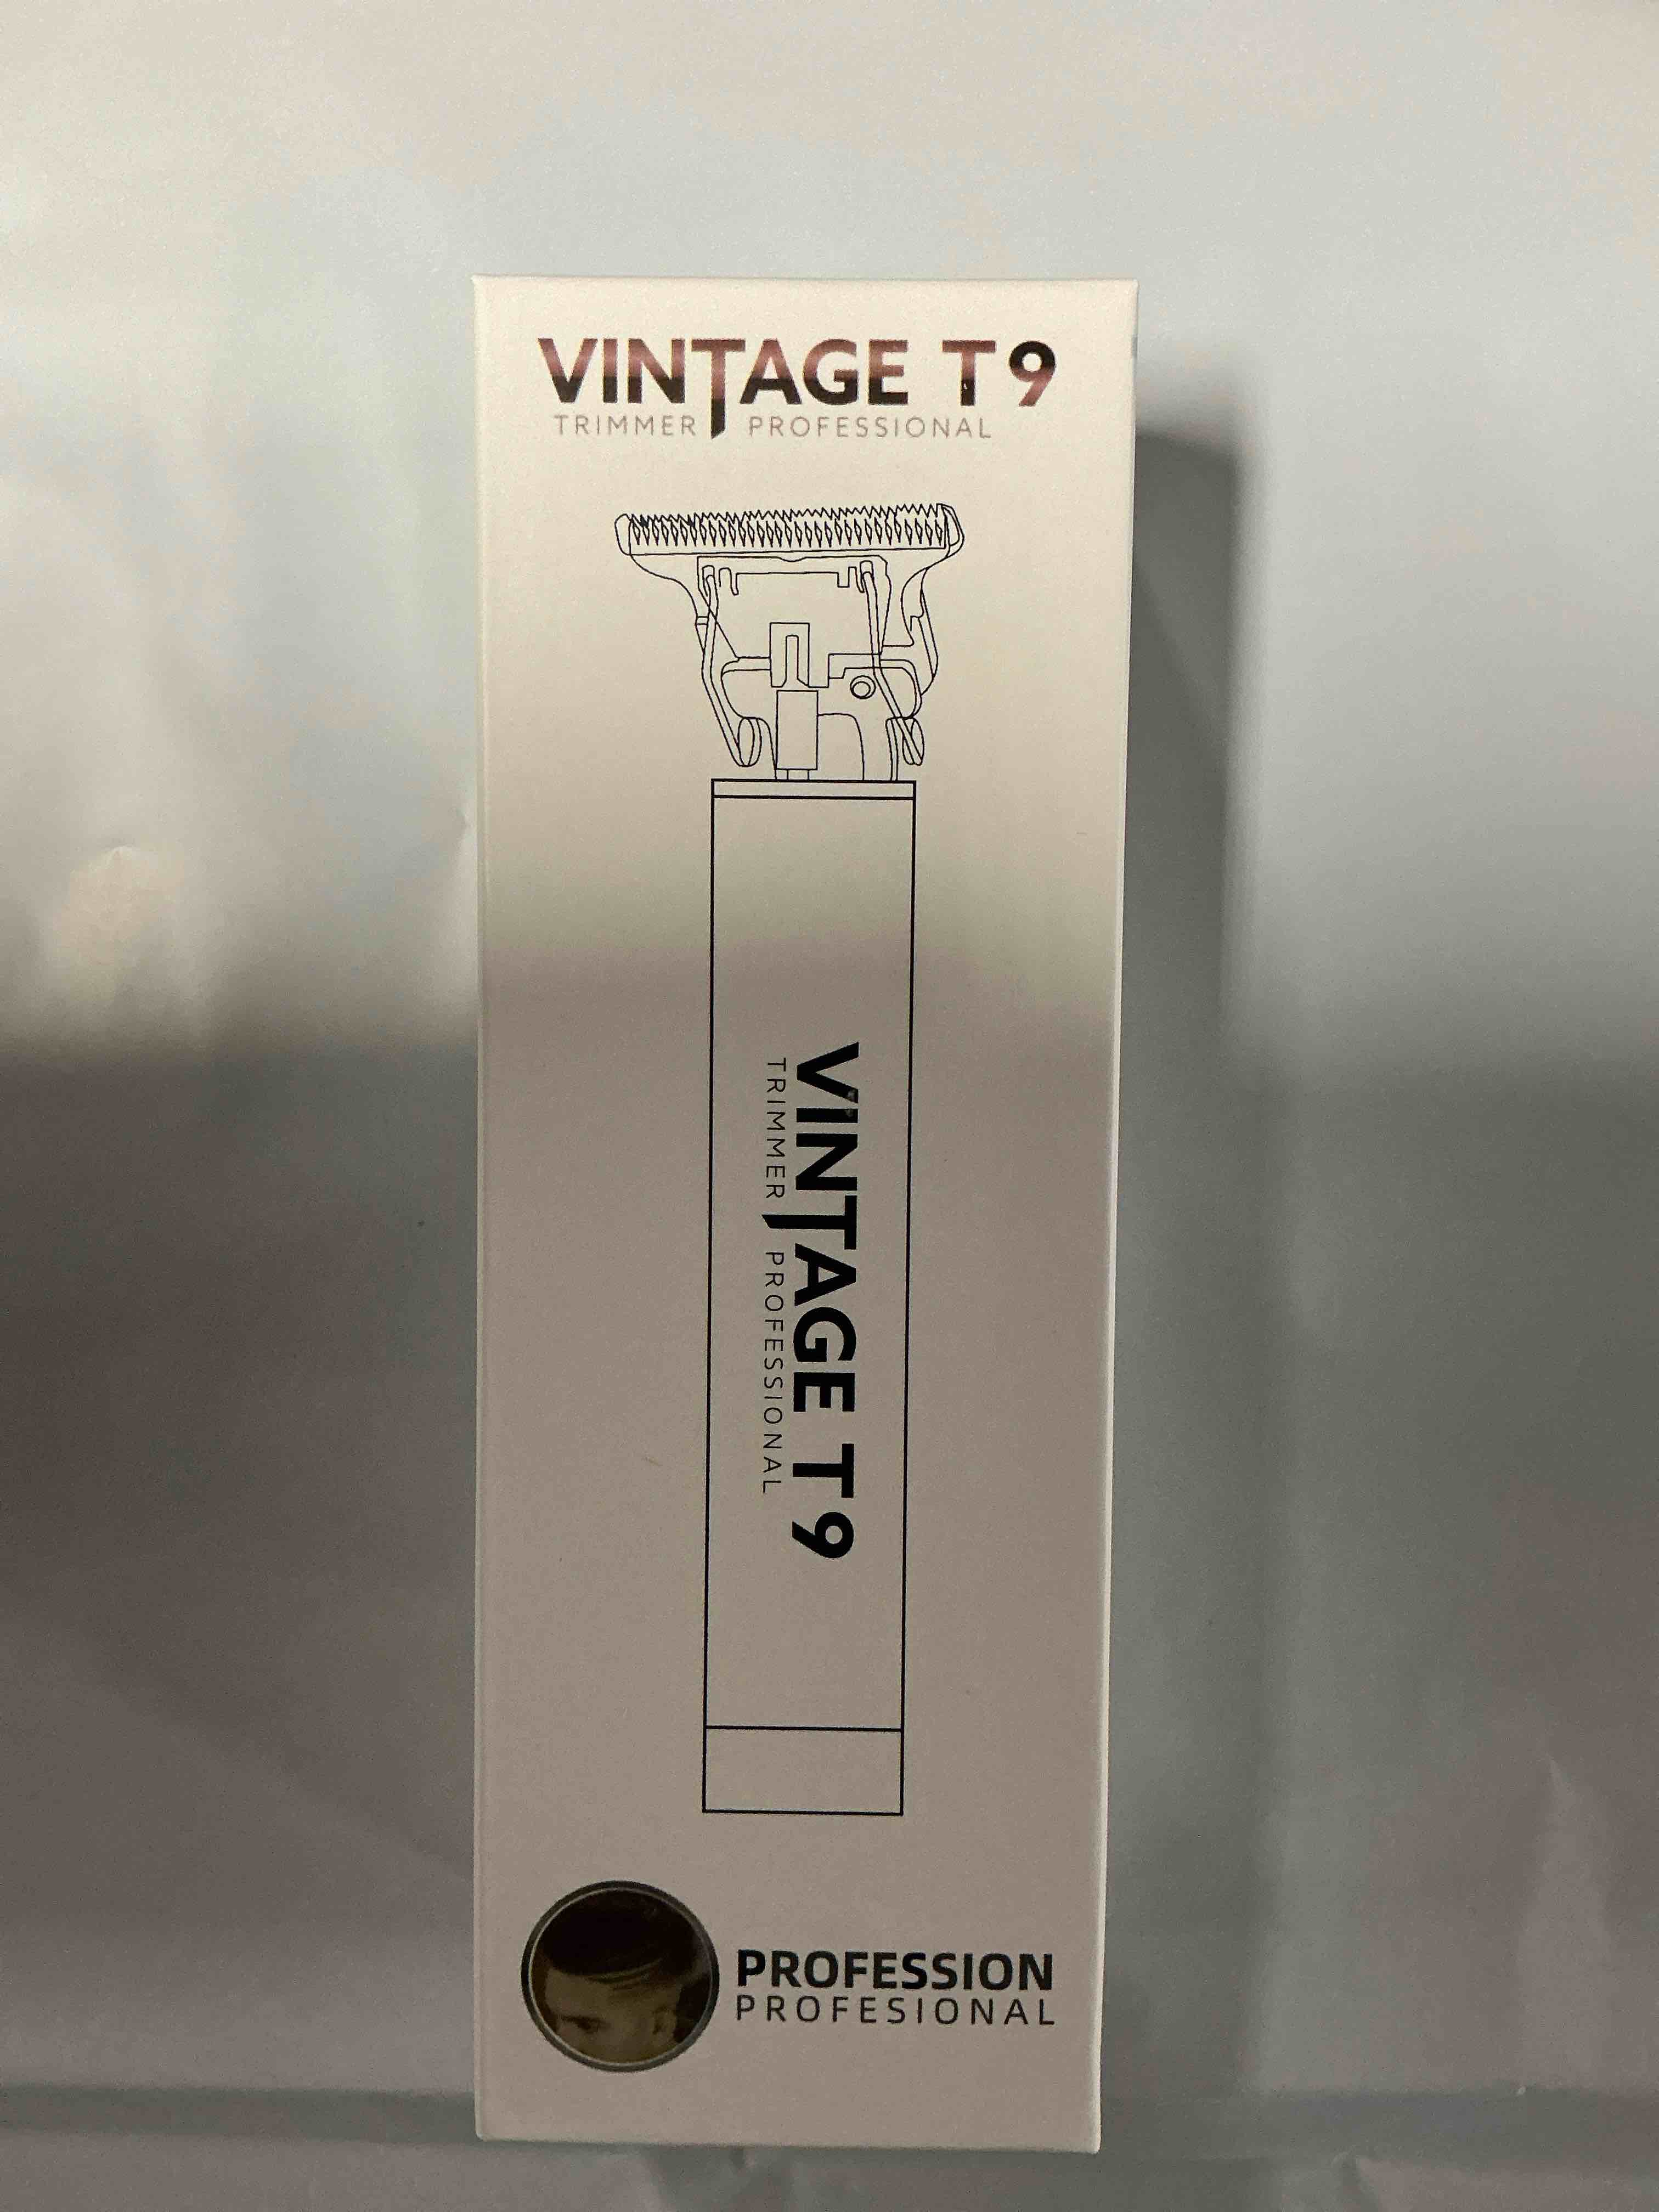 VINTAGE T9
TRIMMER PROFESSIONAL
VINTAGE T9
TRIMMER PROFESSIONAL
PROFESSION
PROFESIONAL